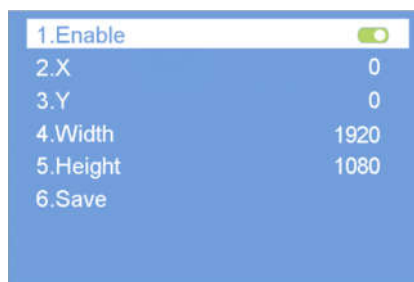 1.Enable
2.X 0
3.Y 0
4.Width 1920
5.Height 1080
6.Save